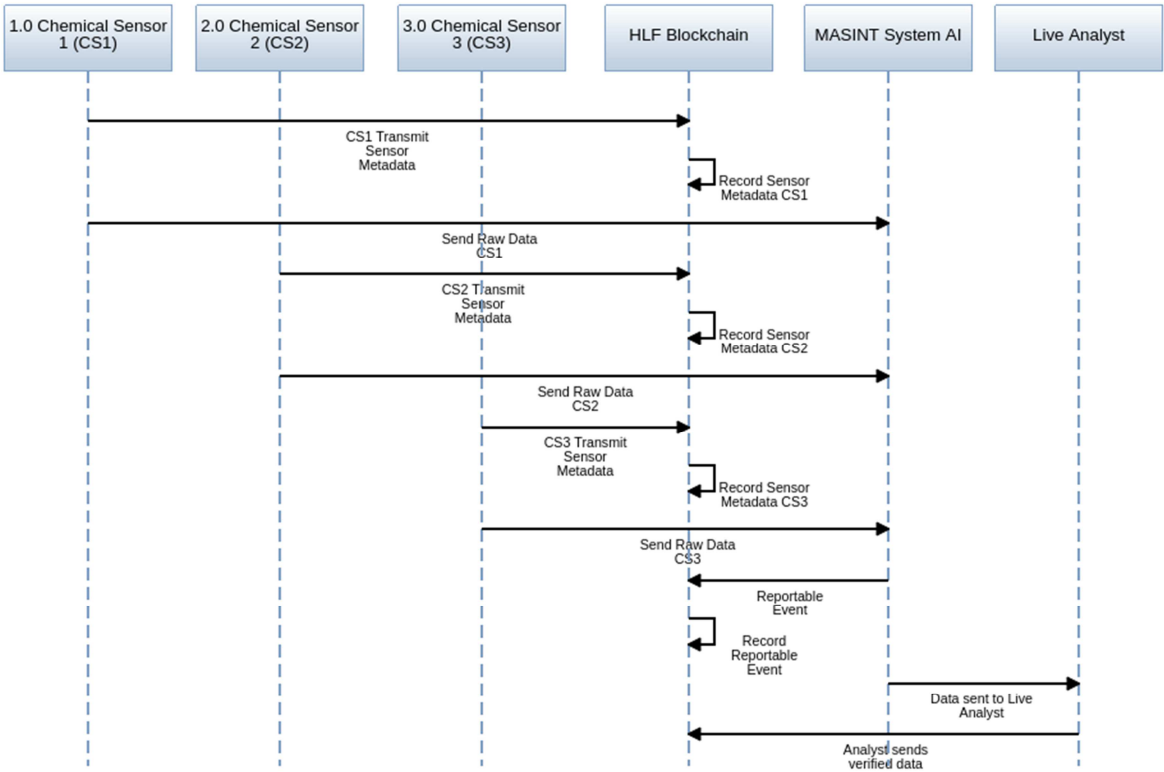 1.0 Chemical Sensor
1 (CS1)
2.0 Chemical Sensor
2 (CS2)
3.0 Chemical Sensor
3 (CS3)
HLF Blockchain
MASINT System AI
Live Analyst
CS1 Transmit
Sensor
Metadata
Record Sensor
Metadata CS1
Send Raw Data
CS1
CS2 Transmit
Sensor
Metadata
Record Sensor
Metadata CS2
Send Raw Data
CS2
CS3 Transmit
Sensor
Metadata
Record Sensor
Metadata CS3
Send Raw Data
CS3
Reportable
Event
Record
Reportable
Event
Data sent to Live
Analyst
Analyst sends
verified data